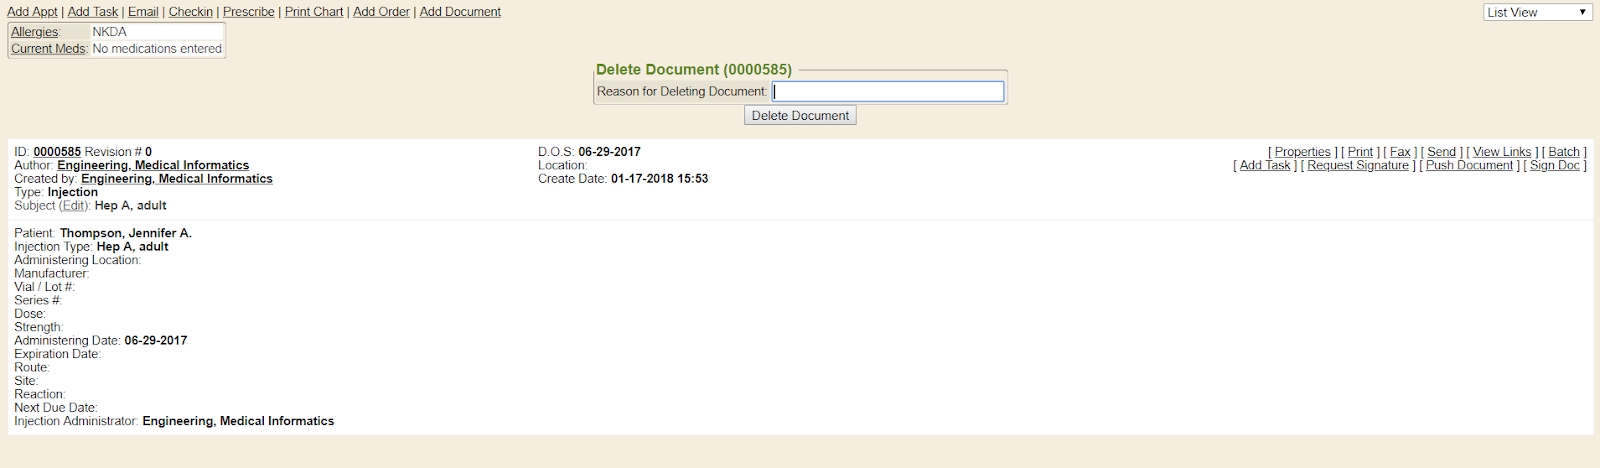 Add Appt | Add Task | Email | Checkin | Prescribe | Print Chart | Add Order | Add Document
List View
Allergies: NKDA
Current Meds: No medications entered
Delete Document (0000585)
Reason for Deleting Document:
Delete Document
ID: 0000585 Revision # 0
Author: Engineering, Medical Informatics
Created by: Engineering, Medical Informatics
Type: Injection
Subject (Edit): Hep A, adult
D.O.S: 06-29-2017
Location:
Create Date: 01-17-2018 15:53
[ Properties ] [ Print ] [ Fax ] [ Send ] [ View Links ] [ Batch ]
[ Add Task ] [ Request Signature ] [ Push Document ] [ Sign Doc ]
Patient: Thompson, Jennifer A.
Injection Type: Hep A, adult
Administering Location:
Manufacturer:
Vial / Lot #:
Series #:
Dose:
Strength:
Administering Date: 06-29-2017
Expiration Date:
Route:
Site:
Reaction:
Next Due Date:
Injection Administrator: Engineering, Medical Informatics